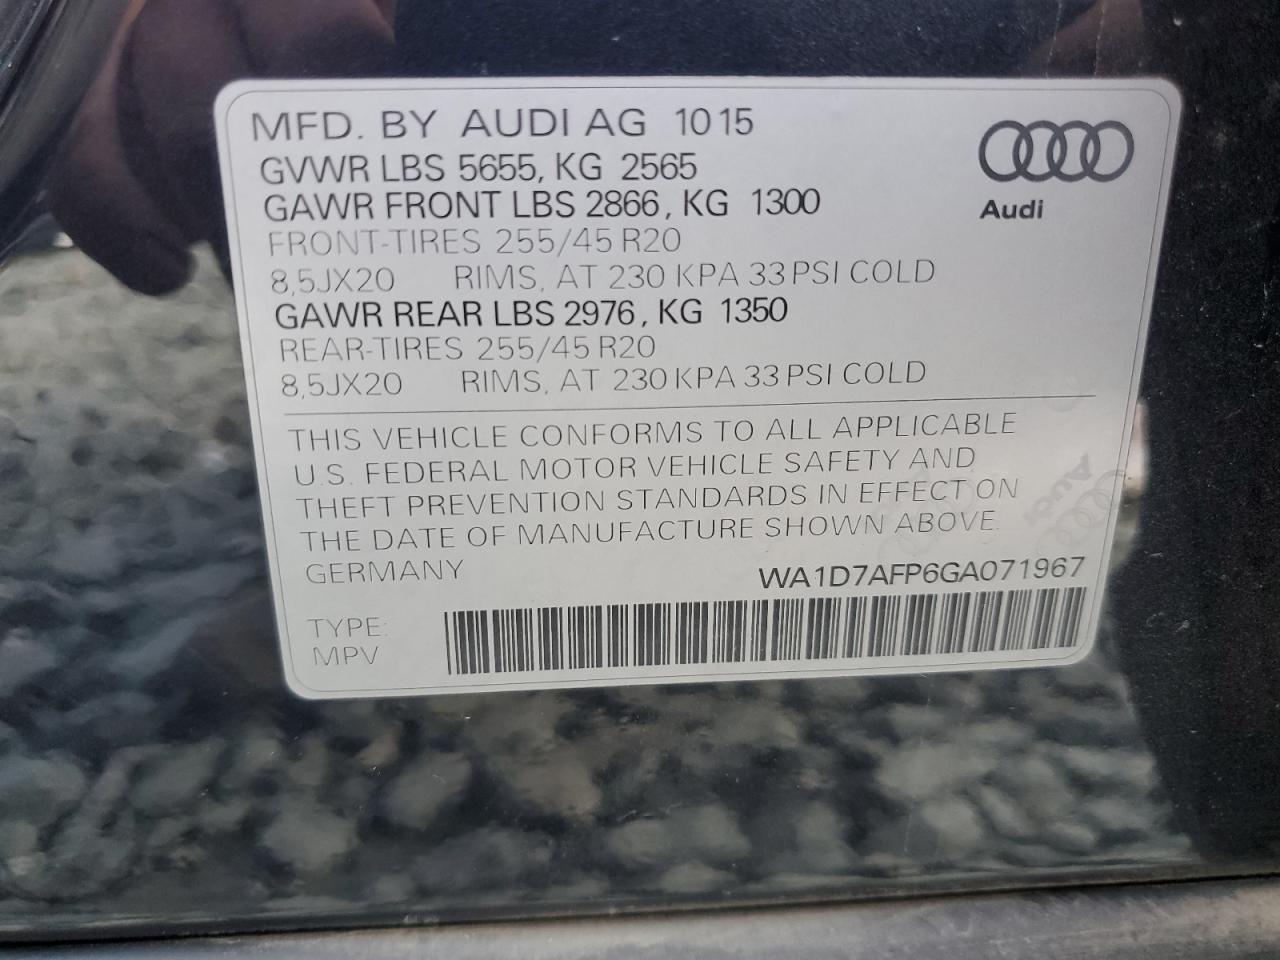 MFD. BY AUDI AG 10 15
GVWR LBS 5655, KG 2565
GAWR FRONT LBS 2866, KG 1300
FRONT-TIRES 255/45 R20
8,5JX20 RIMS, AT 230 KPA 33 PSI COLD
GAWR REAR LBS 2976, KG 1350
REAR-TIRES 255/45 R20
8,5JX20 RIMS, AT 230 KPA 33 PSI COLD
Audi
THIS VEHICLE CONFORMS TO ALL APPLICABLE
U.S. FEDERAL MOTOR VEHICLE SAFETY AND
THEFT PREVENTION STANDARDS IN EFFECT ON
THE DATE OF MANUFACTURE SHOWN ABOVE.
GERMANY WA1D7AFP6GA071967
TYPE:
MPV
Audi